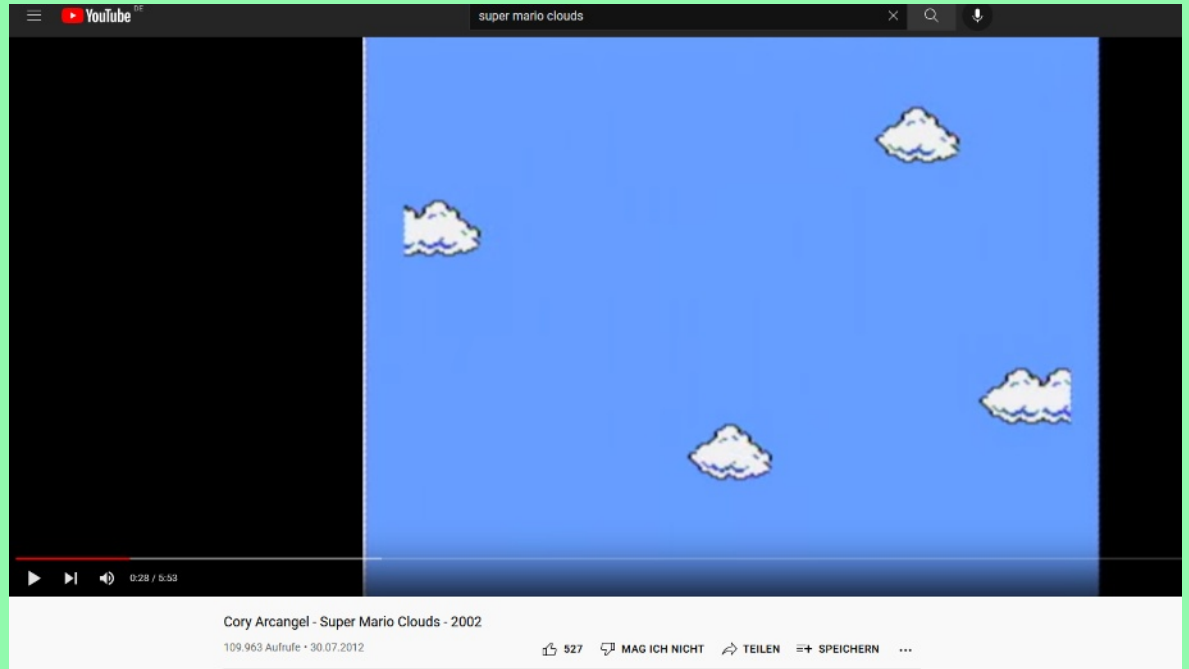 YouTube DE
super mario clouds
0:28 / 5:53
Cory Arcangel - Super Mario Clouds - 2002
109.963 Aufrufe • 30.07.2012
527 MAG ICH NICHT TEILEN SPEICHERN ...